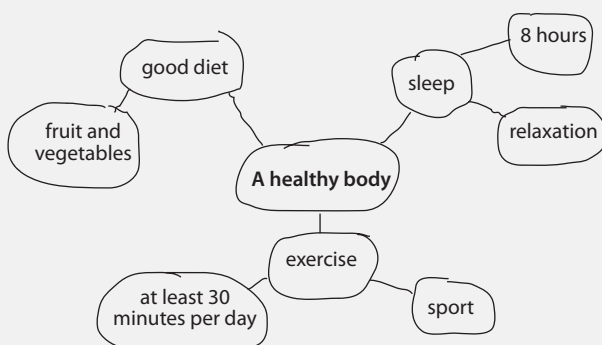 8 hours
good diet
sleep
fruit and
vegetables
relaxation
A healthy body
exercise
at least 30
minutes per day
sport